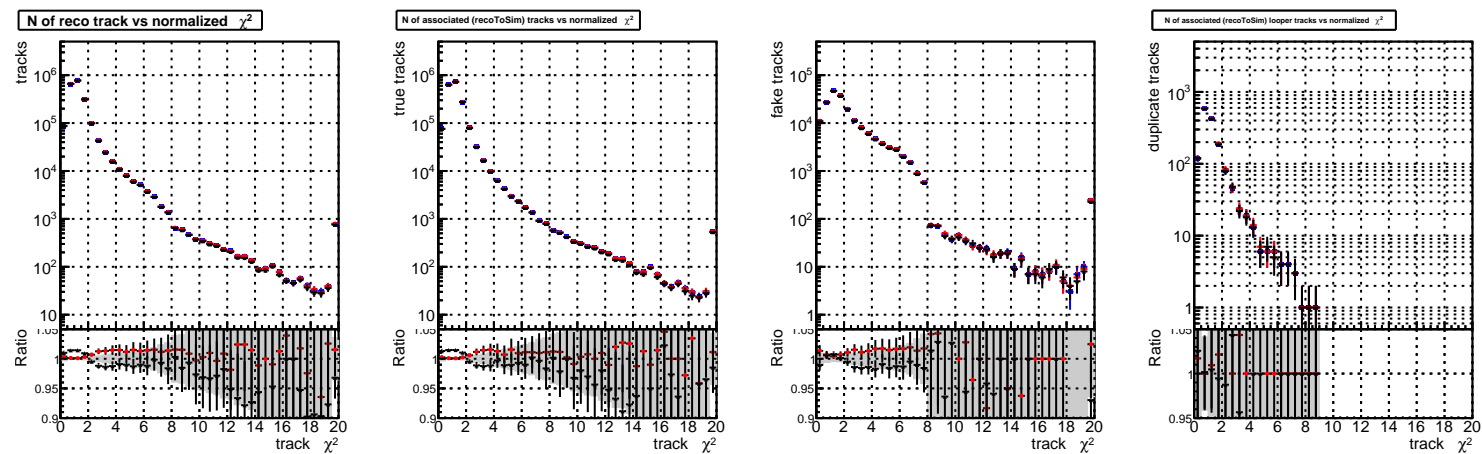 N of reco track vs normalized χ²
tracks
10⁶
10⁵
10⁴
10³
10²
10
Ratio
1.05
1
0.95
0.9
0 2 4 6 8 10 12 14 16 18 20
track χ²
N of associated (recoToSim) tracks vs normalized χ²
true tracks
10⁶
10⁵
10⁴
10³
10²
10
Ratio
1.05
1
0.95
0.9
0 2 4 6 8 10 12 14 16 18 20
track χ²
fake tracks
10⁵
10⁴
10³
10²
10
1
Ratio
1.05
1
0.95
0.9
0 2 4 6 8 10 12 14 16 18 20
track χ²
N of associated (recoToSim) looper tracks vs normalized χ²
duplicate tracks
10³
10²
10
1
Ratio
1.05
1
0.95
0 2 4 6 8 10 12 14 16 18 20
track χ²